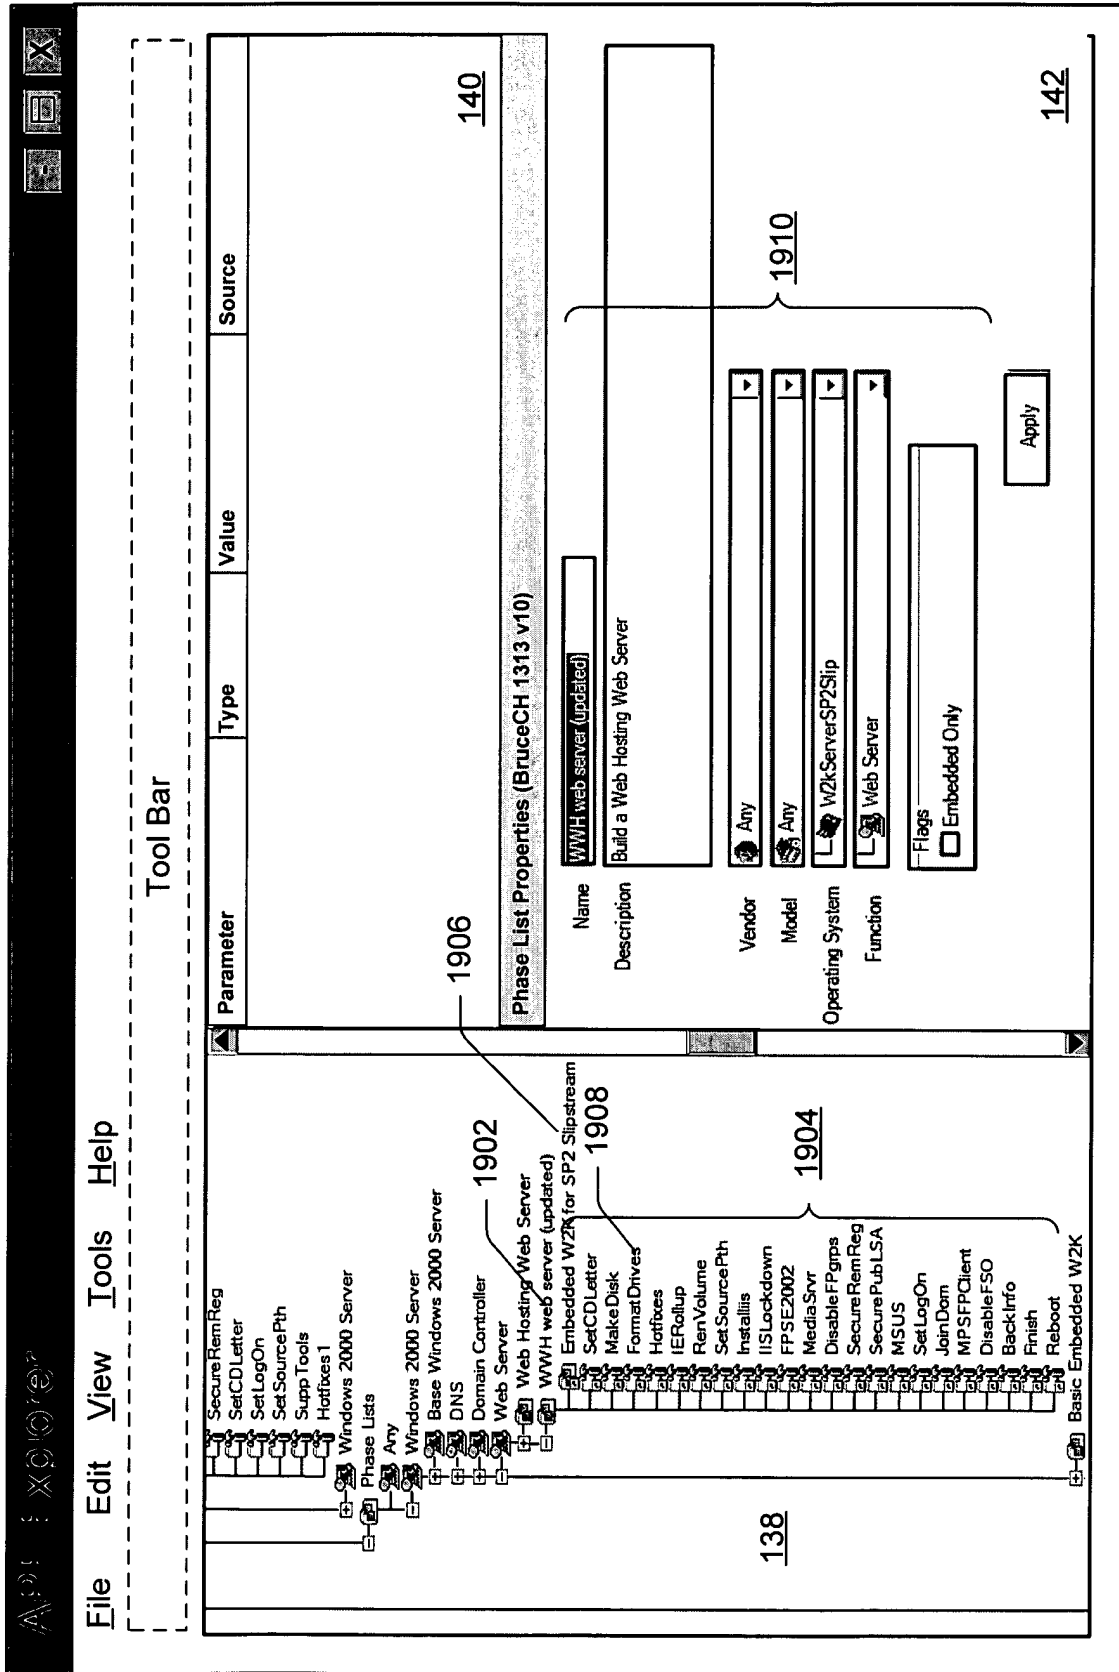 File Edit View Tools Help
Tool Bar
SecureRemReg
SetCDLetter
SetLogOn
SetSourcePth
SuppTools
Hotfixes1
Windows 2000 Server
Phase Lists
Any
Windows 2000 Server
Base Windows 2000 Server
DNS
Domain Controller
Web Server
Web Hosting Web Server
WWH web server (updated)
Embedded W2K for SP2 Slipstream
SetCDLetter
MakeDisk
FormatDrives
Hotfixes
IERollup
RenVolume
SetSourcePth
InstallIis
IISLockdown
FPSE2002
MediaSrvr
DisableFPgrps
SecureRemReg
SecurePubLSA
MSUS
SetLogOn
JoinDom
MPSFPClient
DisableFSO
BackInfo
Finish
Reboot
Basic Embedded W2K
138
1902
1906
1908
1904
Parameter Type Value Source
140
Phase List Properties (BruceCH 1313 v10)
Name WWH web server (updated)
Description Build a Web Hosting Web Server
Vendor Any
Model Any
Operating System W2kServerSP2Slip
Function Web Server
Flags
Embedded Only
1910
Apply
142